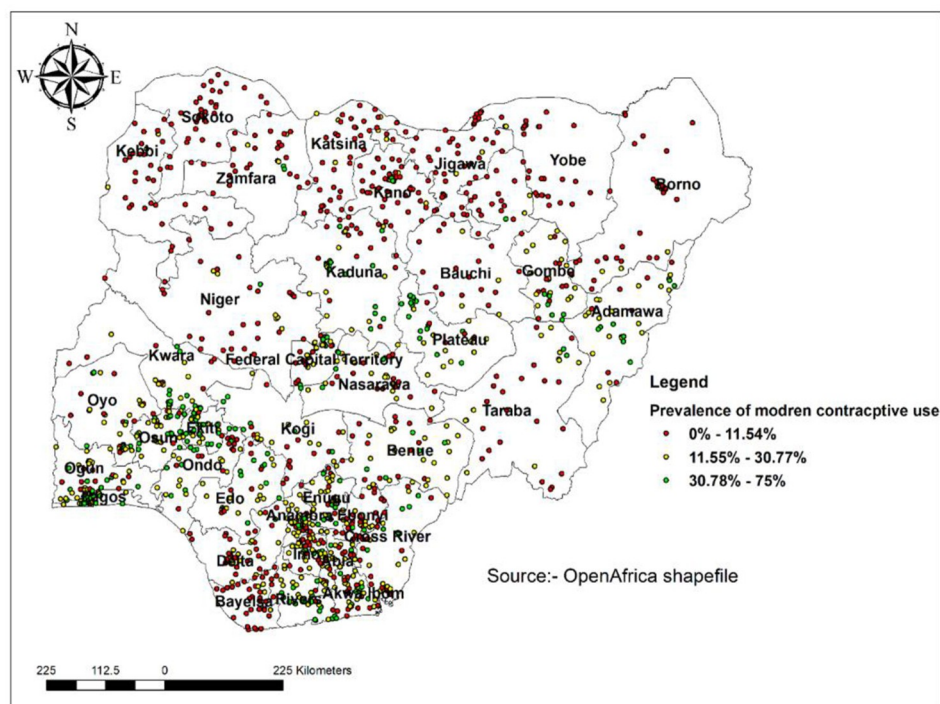 N
W E
S
Sokoto
Kebbi
Katsina
Zamfara
Jigawa
Yobe
Kano
Borno
Kaduna
Bauchi
Gombe
Niger
Adamawa
Plateau
Kwara
Federal Capital Territory
Nasarawa
Oyo
Taraba
Osun
Ekiti
Kogi
Benue
Ogun
Ondo
Lagos
Edo
Enugu
Anambra
Ebonyi
Cross River
Imo
Abia
Delta
Bayelsa
Rivers
Akwa Ibom
Legend
Prevalence of modren contracptive use
0% - 11.54%
11.55% - 30.77%
30.78% - 75%
Source:- OpenAfrica shapefile
225 112.5 0 225 Kilometers